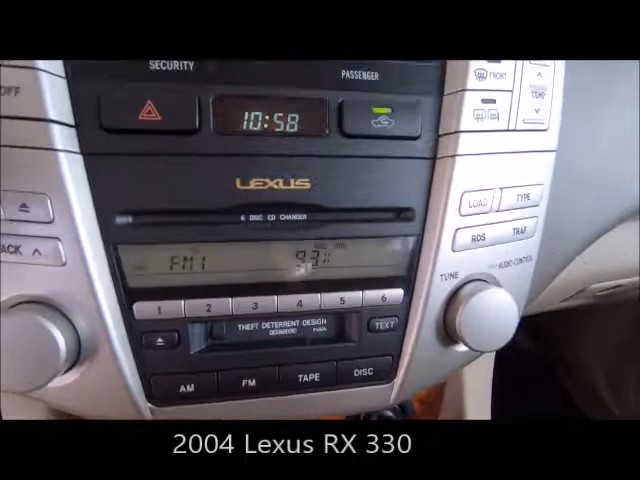 SECURITY
PASSENGER
FRONT
OFF
TEMP
10:58
LEXUS
LOAD TYPE
6 DISC CD CHANGER
RDS TRAF
FM1
AUDIO CONTROL
TUNE
1 2 3 4 5 6
THEFT DETERRENT DESIGN
TEXT
AM FM TAPE DISC
2004 Lexus RX 330